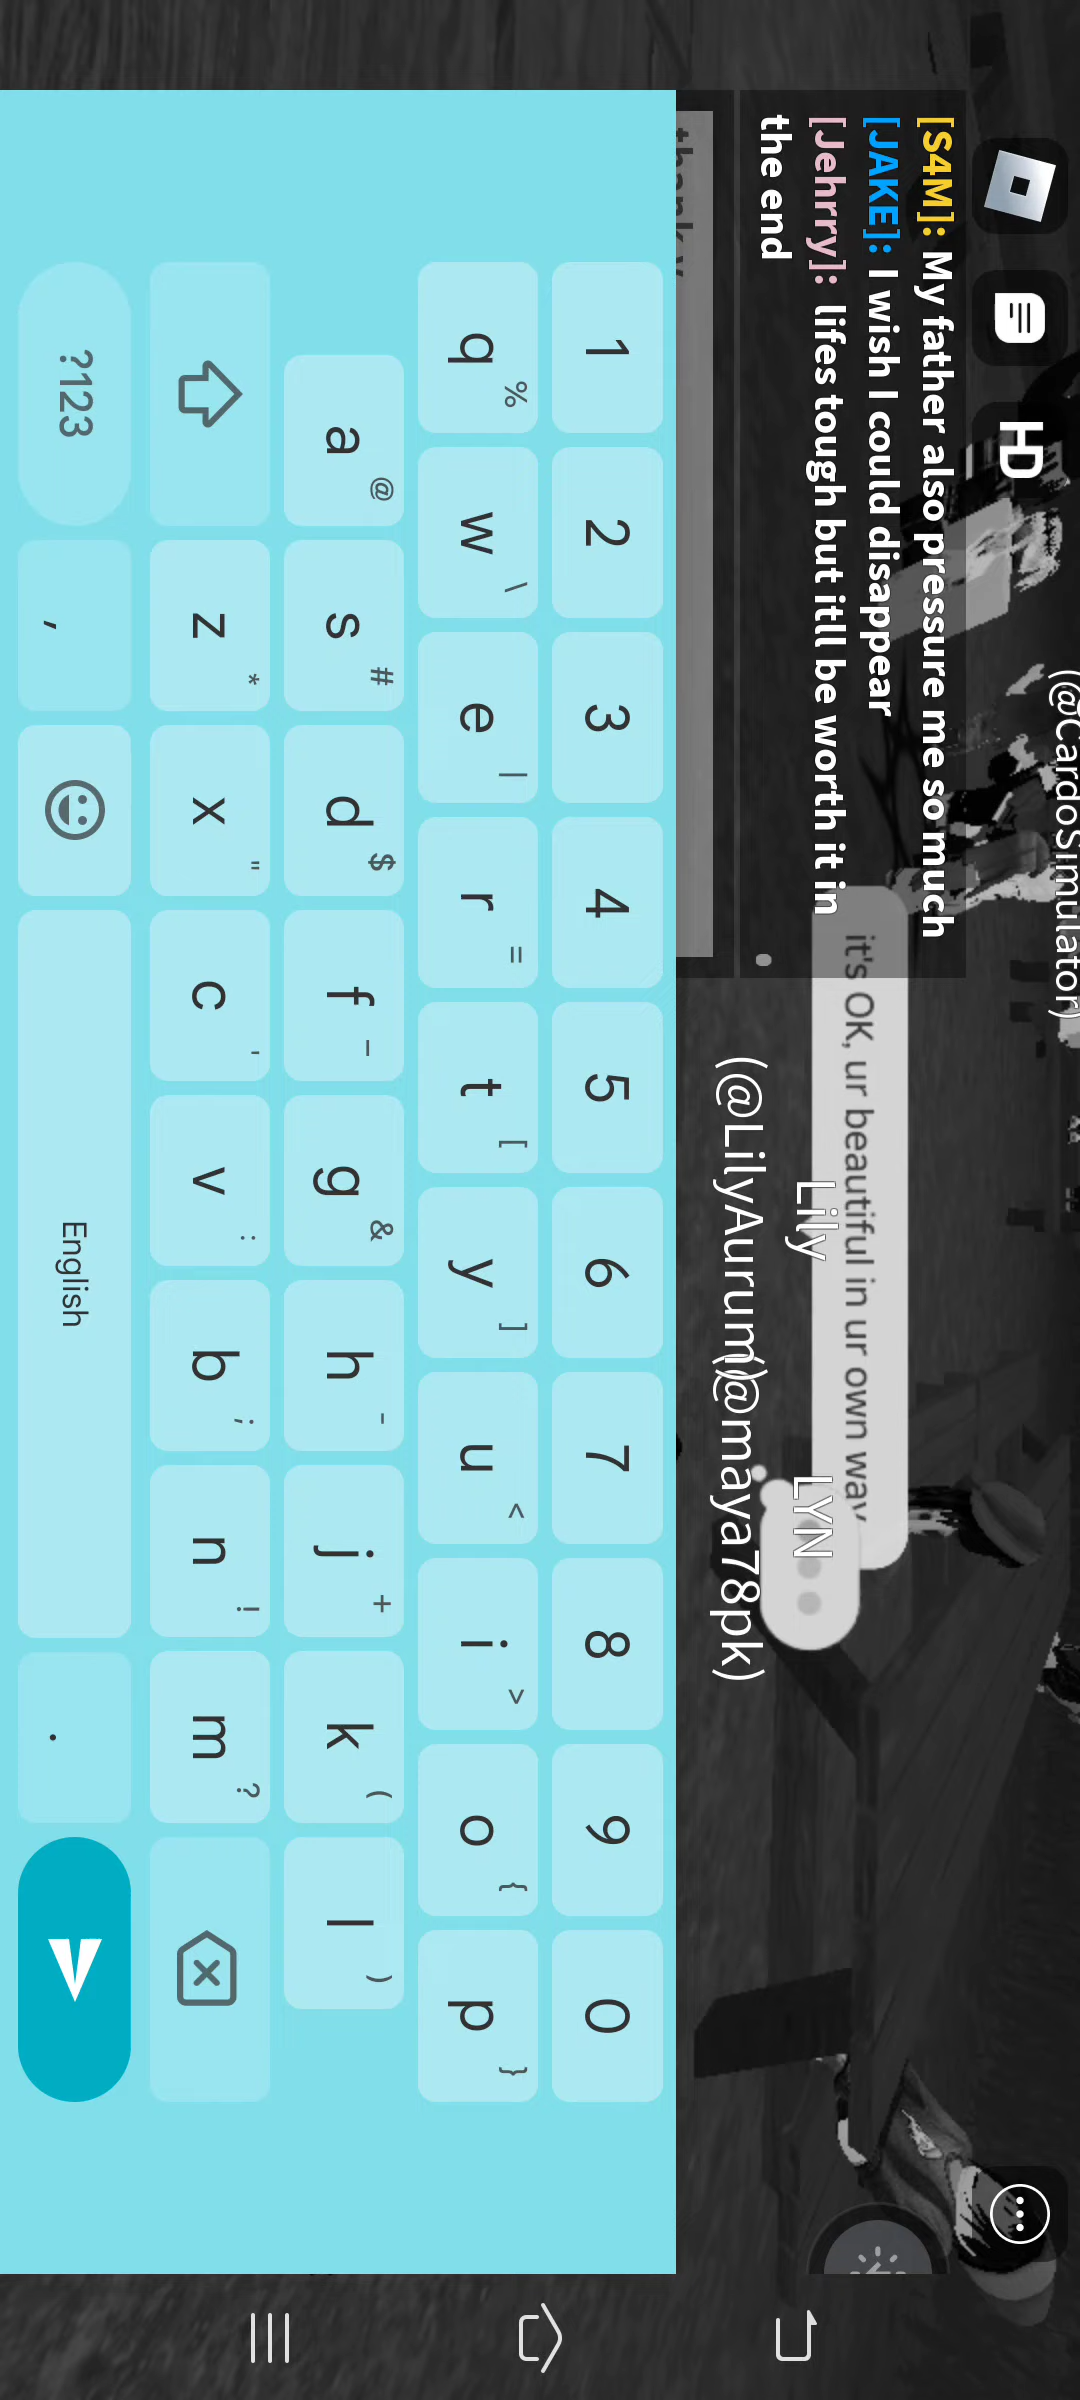 HD
(@CardoSimulator)
[S4M]: My father also pressure me so much
[JAKE]: I wish I could disappear
[Jehrry]: lifes tough but itll be worth it in
the end
it's OK, ur beautiful in ur own way
Lily
LYN
(@LilyAurum)
(@maya78pk)
thank y
1 2 3 4 5 6 7 8 9 0
q % w \ e | r = t [ y ] u < i > o { p }
a @ s # d $ f _ g & h - j + k ( l )
z * x " c ' v : b ; n ! m ?
?123 , English .